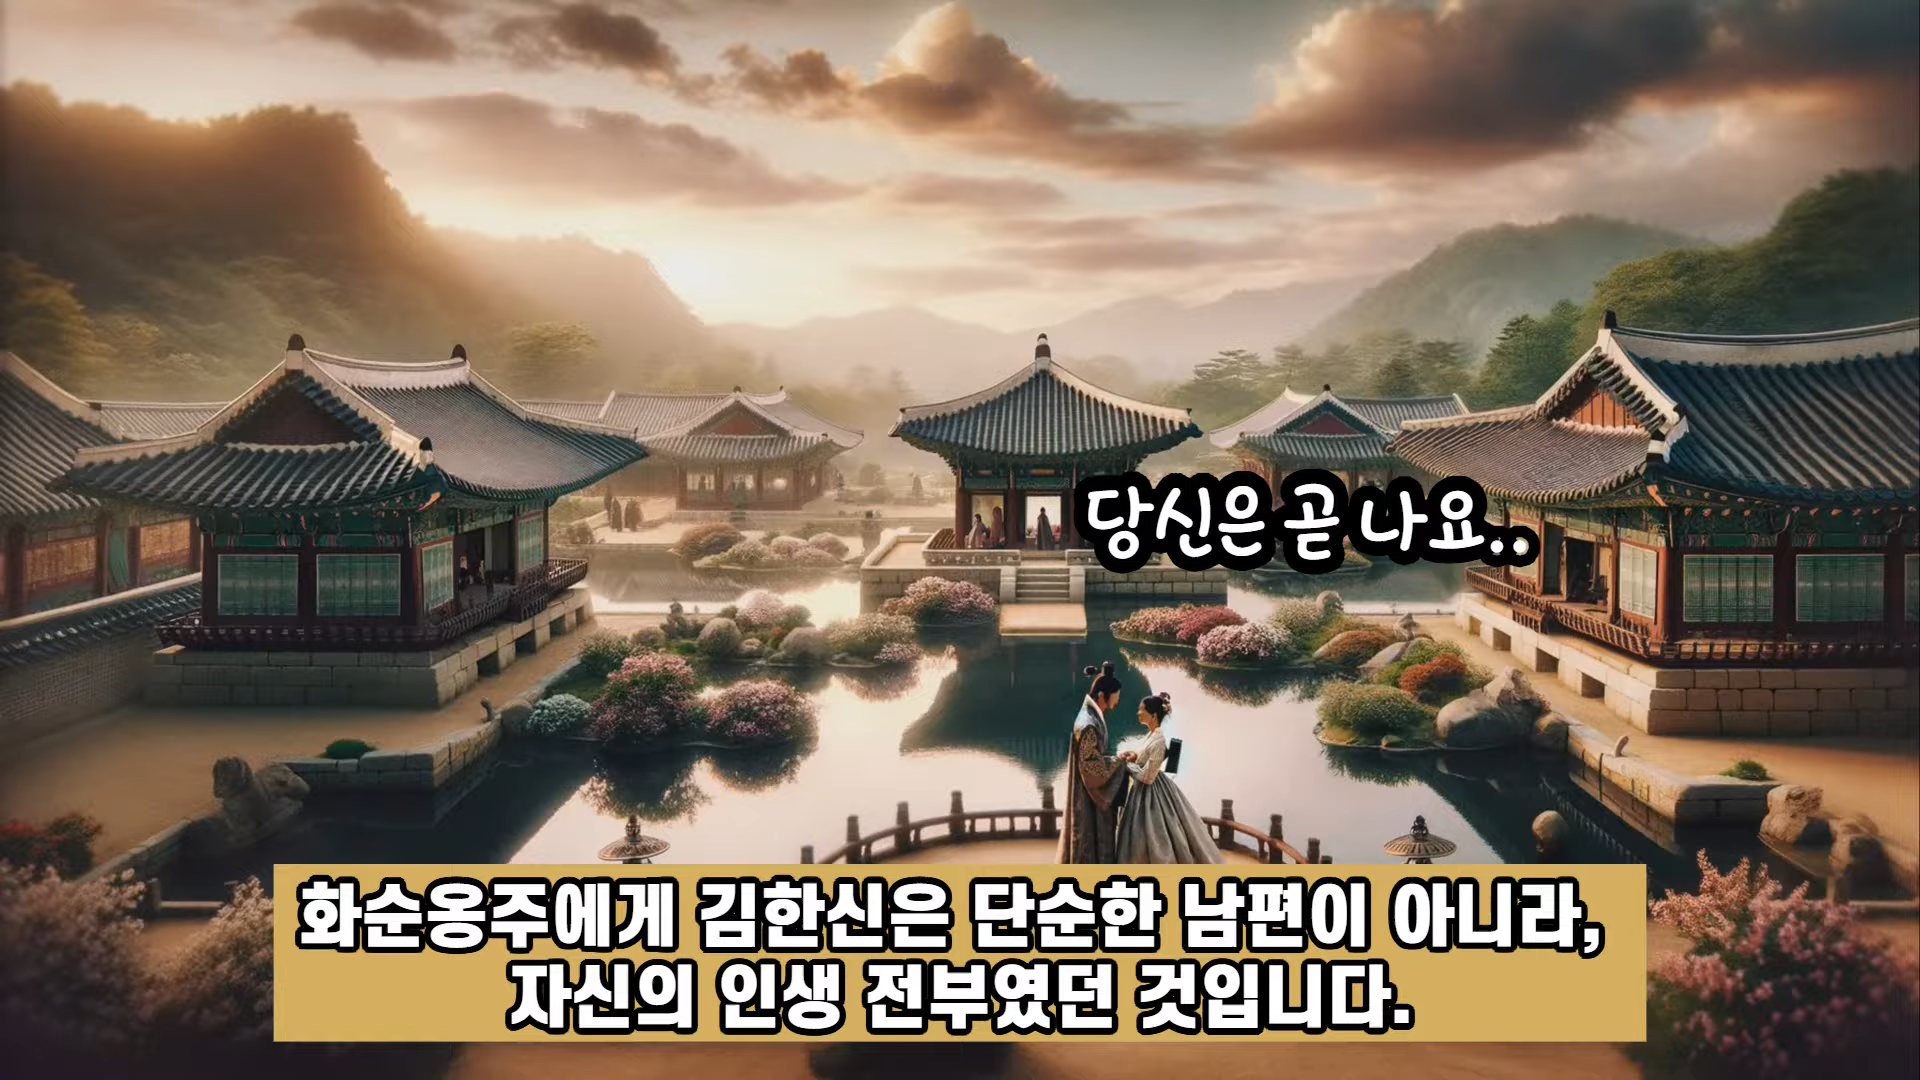 당신은 곧 나요..
화순옹주에게 김한신은 단순한 남편이 아니라,
자신의 인생 전부였던 것입니다.